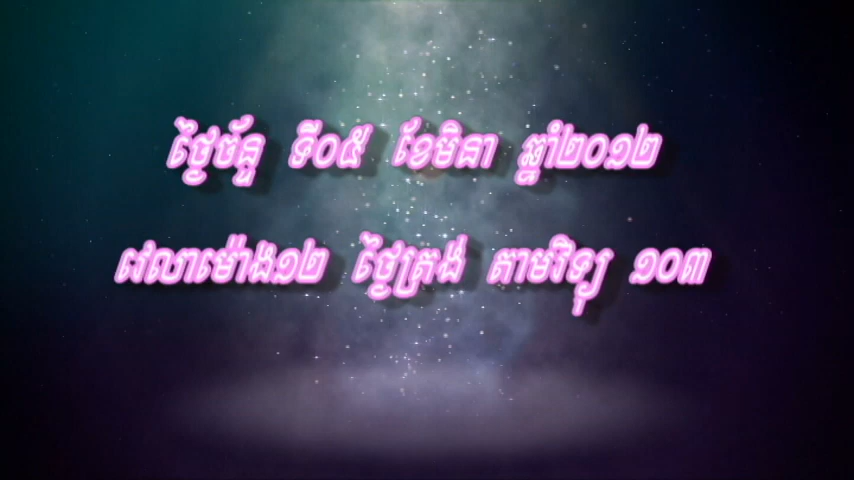 ថ្ងៃច័ន្ទ ទី០៥ ខែមិនា ឆ្នាំ២០១២
វេលាម៉ោង១២ ថ្ងៃត្រង់ តាមវិទ្យុ ១០៣